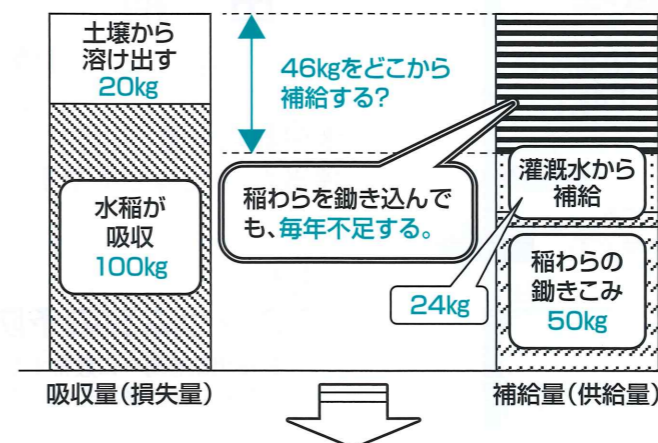 土壌から
溶け出す
20kg
水稲が
吸収
100kg
吸収量(損失量)
46kgをどこから
補給する?
稲わらを鋤き込んで
も、毎年不足する。
24kg
灌漑水から
補給
稲わらの
鋤きこみ
50kg
補給量(供給量)